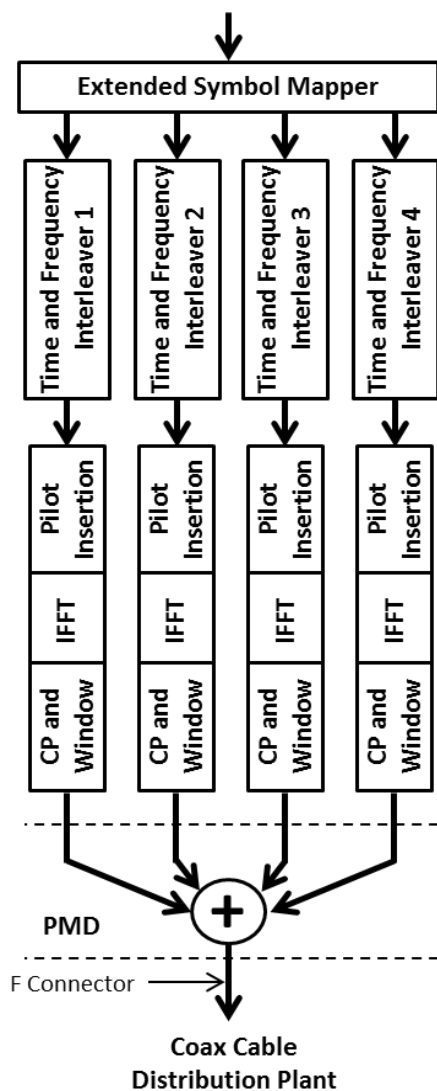 Extended Symbol Mapper
Time and Frequency
Interleaver 1
Time and Frequency
Interleaver 2
Time and Frequency
Interleaver 3
Time and Frequency
Interleaver 4
Pilot
Insertion
Pilot
Insertion
Pilot
Insertion
Pilot
Insertion
IFFT
IFFT
IFFT
IFFT
CP and
Window
CP and
Window
CP and
Window
CP and
Window
+
PMD
F Connector
Coax Cable
Distribution Plant